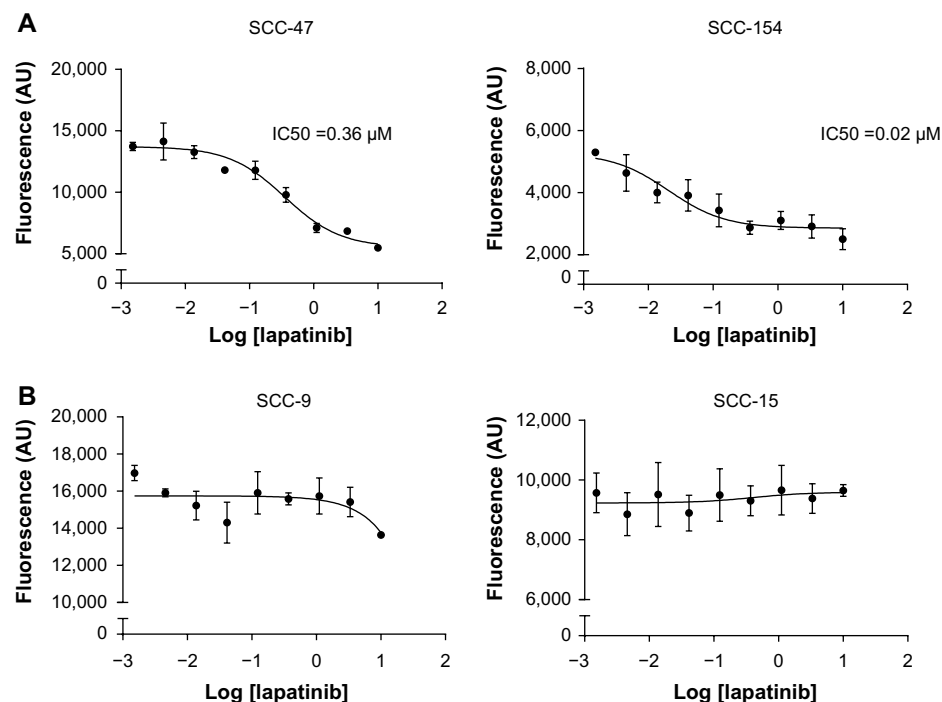 A
SCC-47
20,000
15,000
10,000
5,000
0
Fluorescence (AU)
IC50 =0.36 µM
−3 −2 −1 0 1 2
Log [lapatinib]
SCC-154
8,000
6,000
4,000
2,000
0
Fluorescence (AU)
IC50 =0.02 µM
−3 −2 −1 0 1 2
Log [lapatinib]
B
SCC-9
20,000
18,000
16,000
14,000
12,000
10,000
0
Fluorescence (AU)
−3 −2 −1 0 1 2
Log [lapatinib]
SCC-15
12,000
10,000
8,000
6,000
0
Fluorescence (AU)
−3 −2 −1 0 1 2
Log [lapatinib]